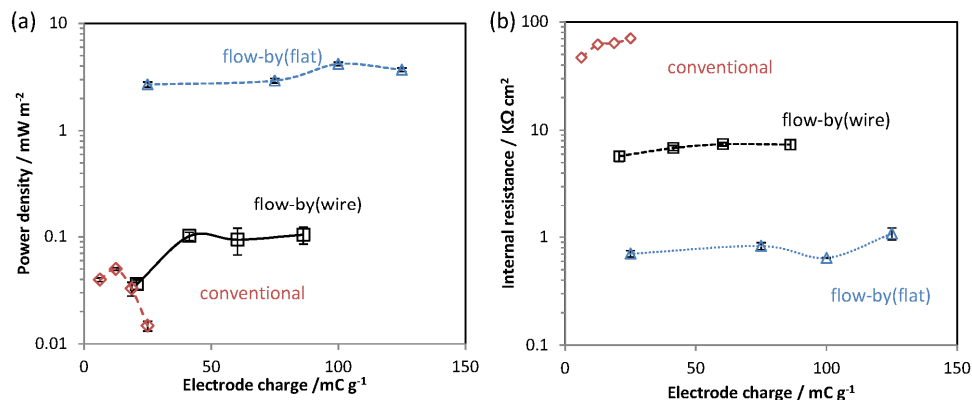 (a)
10
1
0.1
0.01
Power density / mW m⁻²
flow-by(flat)
flow-by(wire)
conventional
0
50
100
150
Electrode charge /mC g⁻¹
(b)
100
10
1
0.1
Internal resistance / KΩ cm²
conventional
flow-by(wire)
flow-by(flat)
0
50
100
150
Electrode charge / mC g⁻¹